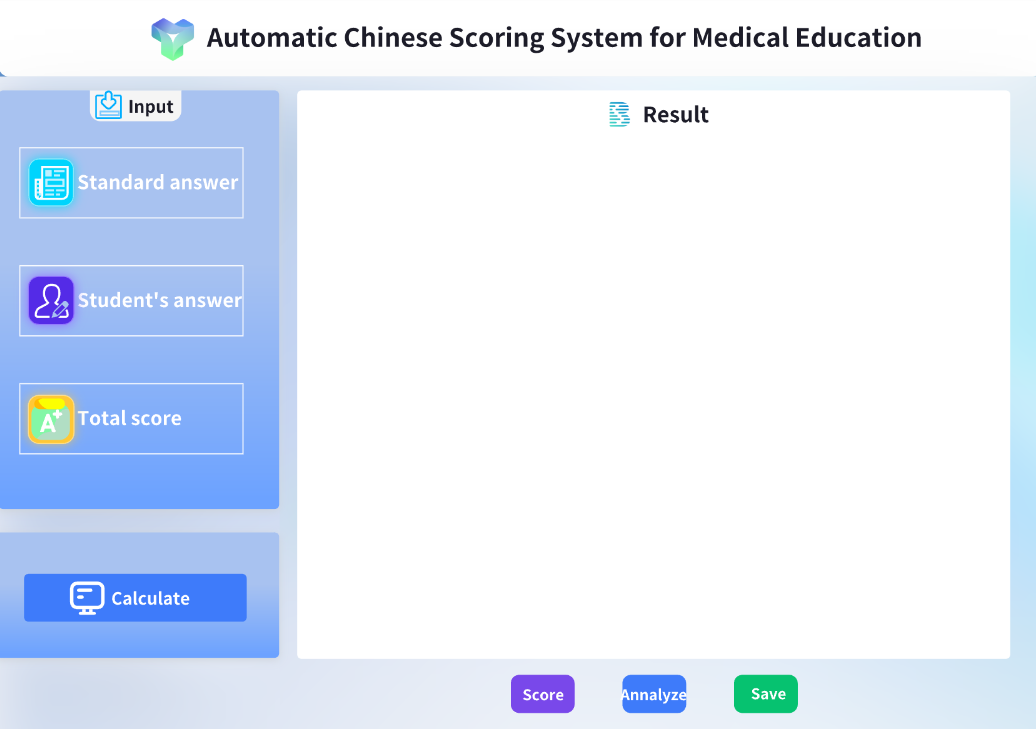 Automatic Chinese Scoring System for Medical Education
Input
Result
Standard answer
Student's answer
A+
Total score
Calculate
Score
Annalyze
Save